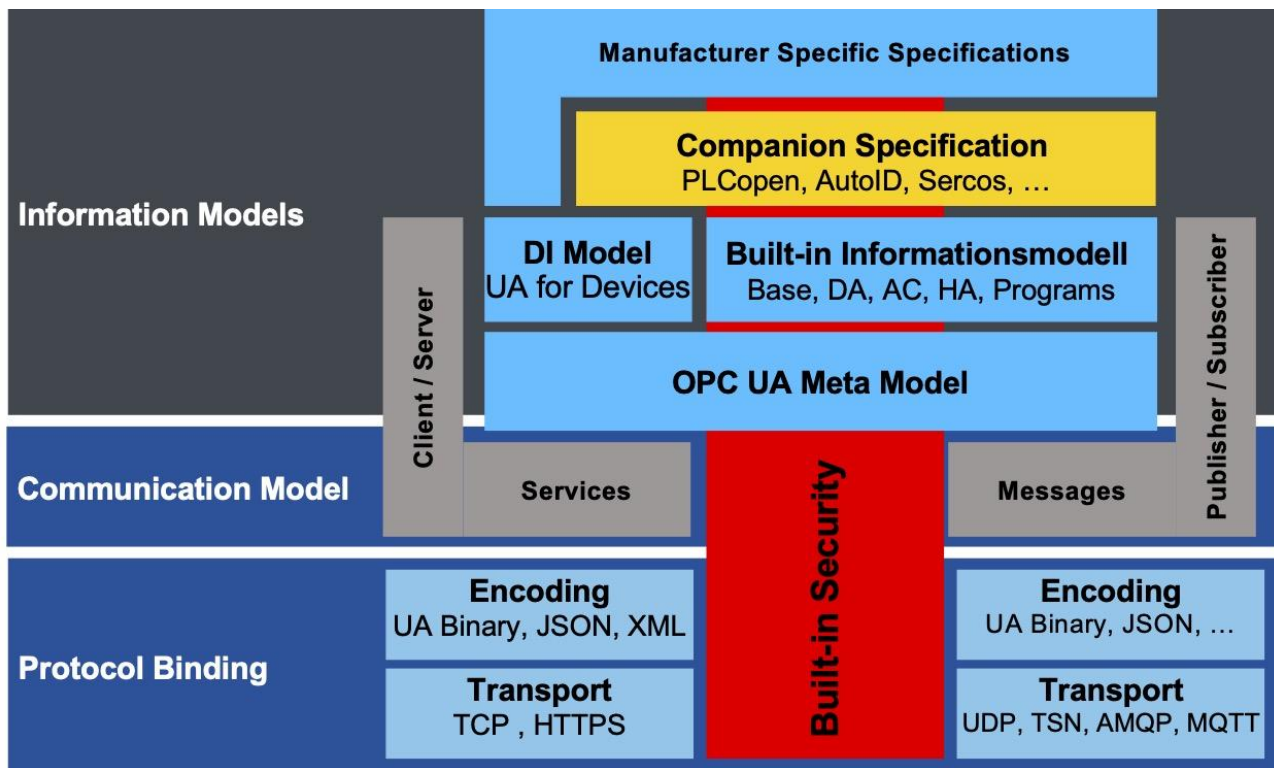 Manufacturer Specific Specifications
Companion Specification
PLCopen, AutoID, Sercos, …
Information Models
Client / Server
DI Model
UA for Devices
Built-in Informationsmodell
Base, DA, AC, HA, Programs
Publisher / Subscriber
OPC UA Meta Model
Communication Model
Services
Built-in Security
Messages
Protocol Binding
Encoding
UA Binary, JSON, XML
Transport
TCP , HTTPS
Encoding
UA Binary, JSON, …
Transport
UDP, TSN, AMQP, MQTT